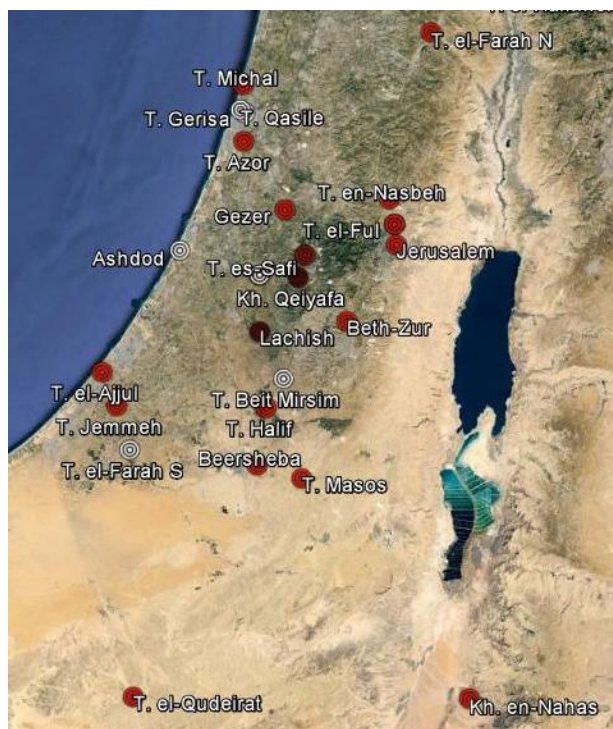 T. el-Farah N
T. Michal
T. Gerisa T. Qasile
T. Azor
T. en-Nasbeh
Gezer
T. el-Ful
Ashdod
Jerusalem
T. es-Safi
Kh. Qeiyafa
Beth-Zur
Lachish
T. el-Ajjul
T. Beit Mirsim
T. Jemmeh
T. Halif
T. el-Farah S
Beersheba
T. Masos
T. el-Qudeirat
Kh. en-Nahas